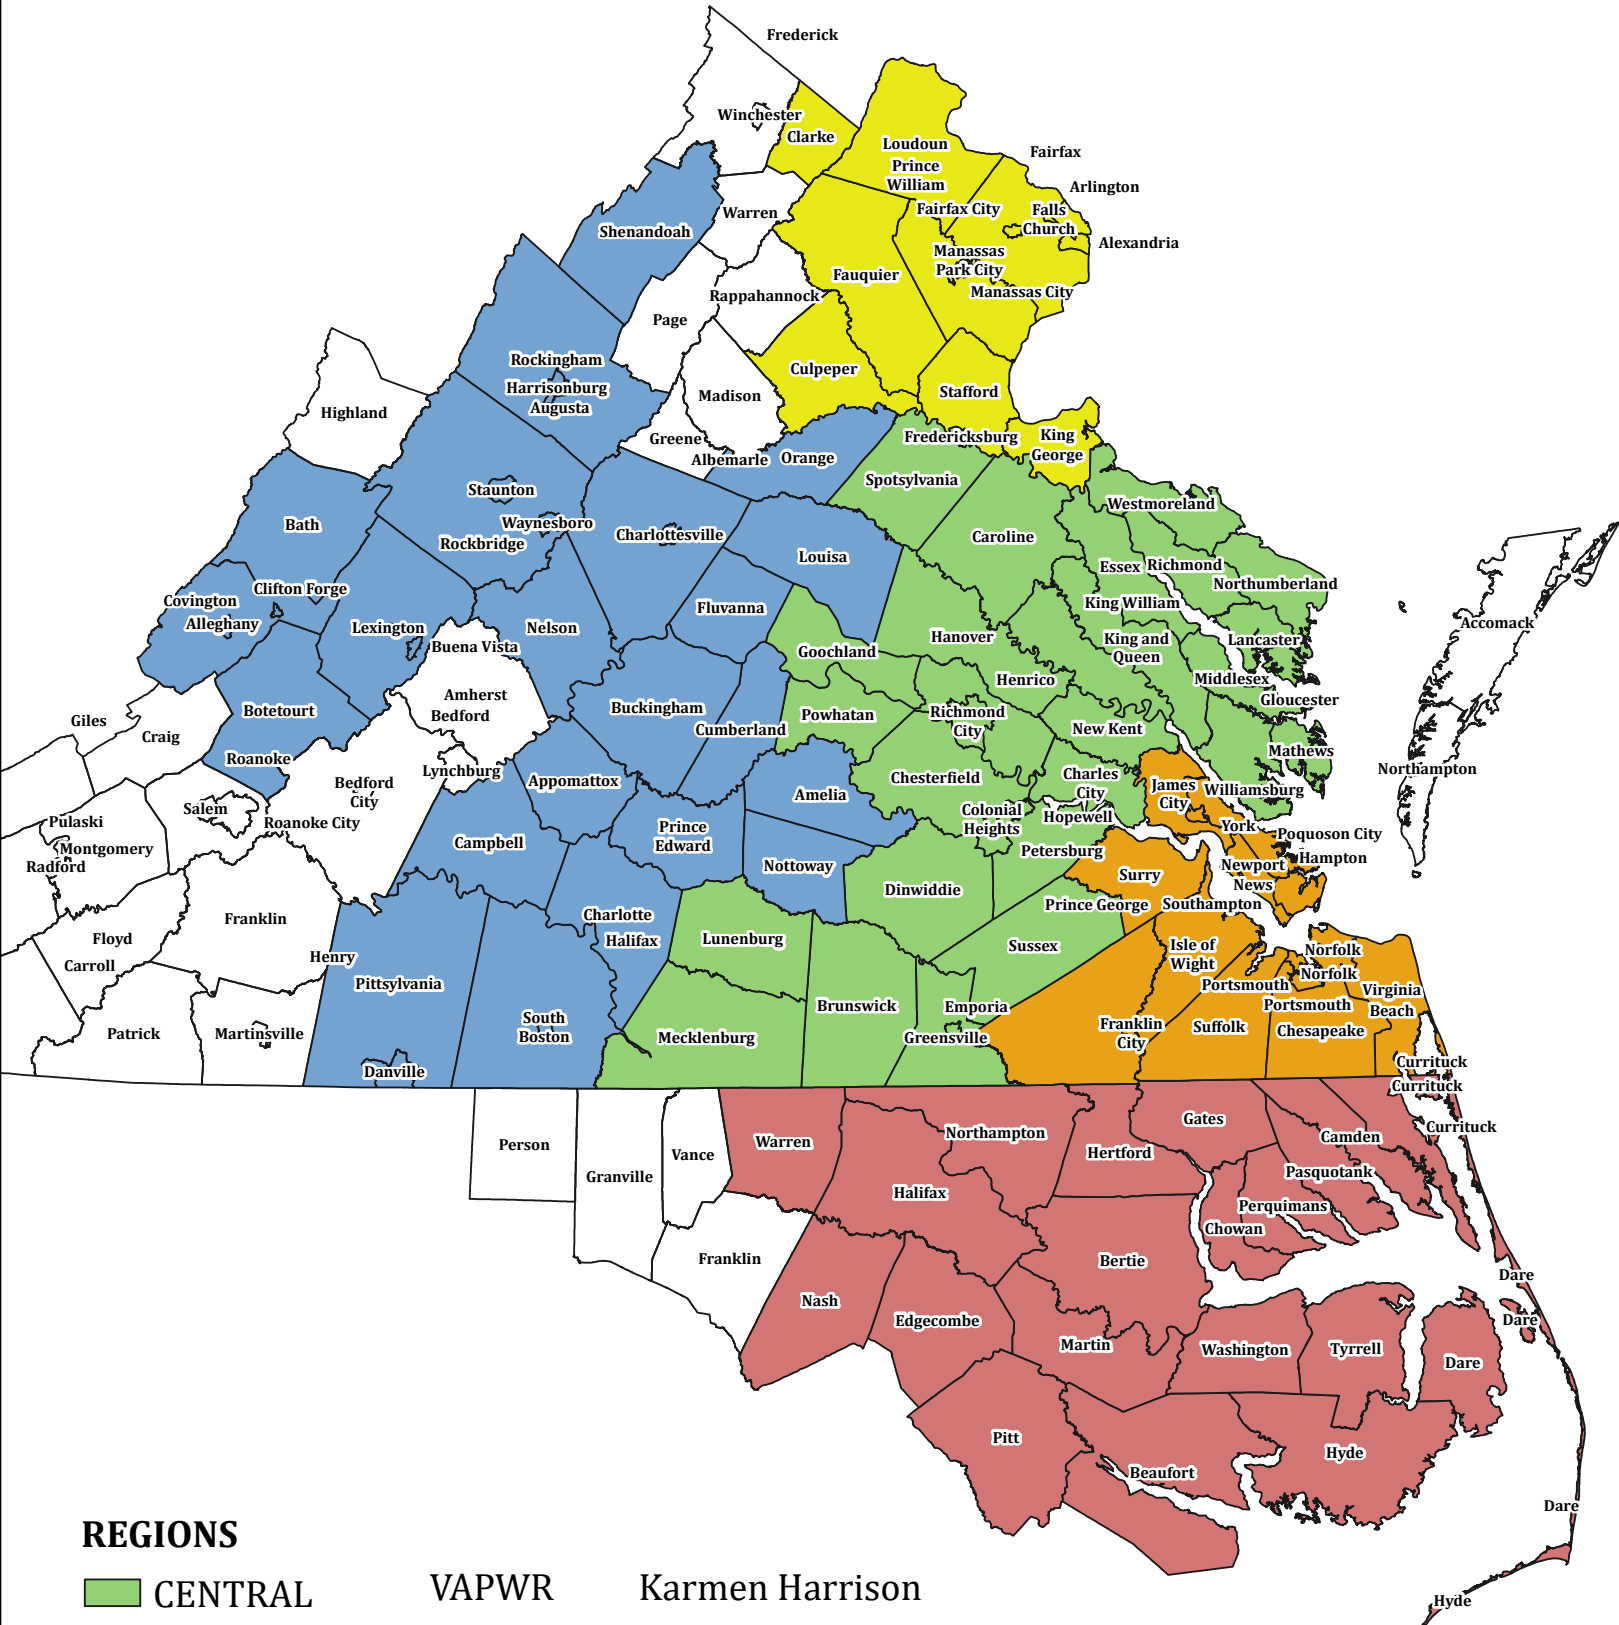 Frederick
Winchester
Clarke
Loudoun
Prince
William
Fairfax
Arlington
Fairfax City
Falls
Church
Alexandria
Manassas
Park City
Manassas City
Shenandoah
Warren
Fauquier
Rappahannock
Page
Culpeper
Stafford
Rockingham
Harrisonburg
Augusta
Madison
Highland
Greene
Albemarle
Orange
Fredericksburg
King
George
Spotsylvania
Staunton
Westmoreland
Bath
Waynesboro
Rockbridge
Charlottesville
Louisa
Caroline
Essex
Richmond
Northumberland
Clifton Forge
Covington
Alleghany
Fluvanna
King William
Accomack
Lexington
Nelson
Buena Vista
Goochland
Hanover
King and
Queen
Lancaster
Henrico
Middlesex
Amherst
Bedford
Botetourt
Buckingham
Cumberland
Powhatan
Richmond
City
New Kent
Gloucester
Giles
Craig
Mathews
Roanoke
Lynchburg
Appomattox
Chesterfield
Charles
City
James
City
Williamsburg
Northampton
Bedford
City
Amelia
Salem
Roanoke City
Colonial
Heights
Hopewell
York
Poquoson City
Pulaski
Montgomery
Radford
Campbell
Prince
Edward
Nottoway
Petersburg
Newport
News
Hampton
Surry
Dinwiddie
Franklin
Charlotte
Halifax
Prince George
Southampton
Floyd
Carroll
Henry
Lunenburg
Sussex
Isle of
Wight
Norfolk
Norfolk
Portsmouth
Portsmouth
Virginia
Beach
Pittsylvania
Brunswick
Emporia
Patrick
Martinsville
South
Boston
Mecklenburg
Greensville
Franklin
City
Suffolk
Chesapeake
Danville
Currituck
Currituck
Currituck
Person
Granville
Vance
Warren
Northampton
Hertford
Gates
Camden
Pasquotank
Halifax
Perquimans
Chowan
Franklin
Bertie
Dare
Nash
Edgecombe
Dare
Martin
Washington
Tyrrell
Dare
Pitt
Hyde
Beaufort
Dare
REGIONS
CENTRAL
VAPWR
Karmen Harrison
Hyde